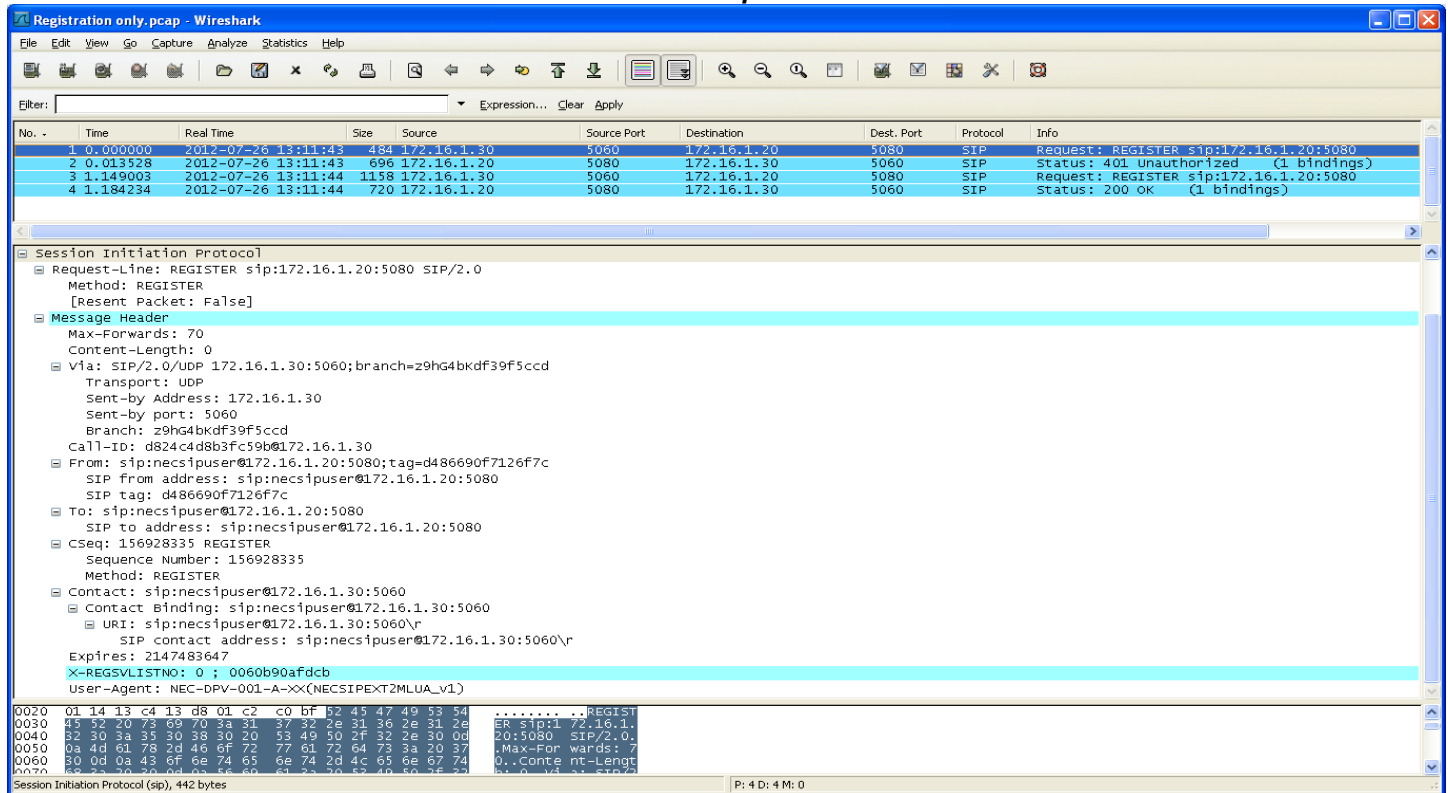 Registration only.pcap - Wireshark
File Edit View Go Capture Analyze Statistics Help
Filter: Expression... Clear Apply
No. - Time Real Time Size Source Source Port Destination Dest. Port Protocol Info
1 0.000000 2012-07-26 13:11:43 484 172.16.1.30 5060 172.16.1.20 5080 SIP Request: REGISTER sip:172.16.1.20:5080
2 0.013528 2012-07-26 13:11:43 696 172.16.1.20 5080 172.16.1.30 5060 SIP Status: 401 Unauthorized (1 bindings)
3 1.149003 2012-07-26 13:11:44 1158 172.16.1.30 5060 172.16.1.20 5080 SIP Request: REGISTER sip:172.16.1.20:5080
4 1.184234 2012-07-26 13:11:44 720 172.16.1.20 5080 172.16.1.30 5060 SIP Status: 200 OK (1 bindings)
Session Initiation Protocol
Request-Line: REGISTER sip:172.16.1.20:5080 SIP/2.0
Method: REGISTER
[Resent Packet: False]
Message Header
Max-Forwards: 70
Content-Length: 0
Via: SIP/2.0/UDP 172.16.1.30:5060;branch=z9hG4bKdf39f5ccd
Transport: UDP
Sent-by Address: 172.16.1.30
Sent-by port: 5060
Branch: z9hG4bKdf39f5ccd
Call-ID: d824c4d8b3fc59b@172.16.1.30
From: sip:necsipuser@172.16.1.20:5080;tag=d486690f7126f7c
SIP from address: sip:necsipuser@172.16.1.20:5080
SIP tag: d486690f7126f7c
To: sip:necsipuser@172.16.1.20:5080
SIP to address: sip:necsipuser@172.16.1.20:5080
CSeq: 156928335 REGISTER
Sequence Number: 156928335
Method: REGISTER
Contact: sip:necsipuser@172.16.1.30:5060
Contact Binding: sip:necsipuser@172.16.1.30:5060
URI: sip:necsipuser@172.16.1.30:5060\r
SIP contact address: sip:necsipuser@172.16.1.30:5060\r
Expires: 2147483647
X-REGSVLISTNO: 0 ; 0060b90afdcb
User-Agent: NEC-DPV-001-A-XX(NECSIPEXT2MLUA_v1)
0020 01 14 13 c4 13 d8 01 c2 c0 bf 52 45 47 49 53 54 ........ ..REGIST
0030 45 52 20 73 69 70 3a 31 37 32 2e 31 36 2e 31 2e ER sip:1 72.16.1.
0040 32 30 3a 35 30 38 30 20 53 49 50 2f 32 2e 30 0d 20:5080 SIP/2.0.
0050 0a 4d 61 78 2d 46 6f 72 77 61 72 64 73 3a 20 37 .Max-For wards: 7
0060 30 0d 0a 43 6f 6e 74 65 6e 74 2d 4c 65 6e 67 74 0..Conte nt-Lengt
0070 68 3a 20 30 0d 0a 56 69 61 3a 20 53 49 50 2f 32 h: 0..Vi a: SIP/2
Session Initiation Protocol (sip), 442 bytes P: 4 D: 4 M: 0